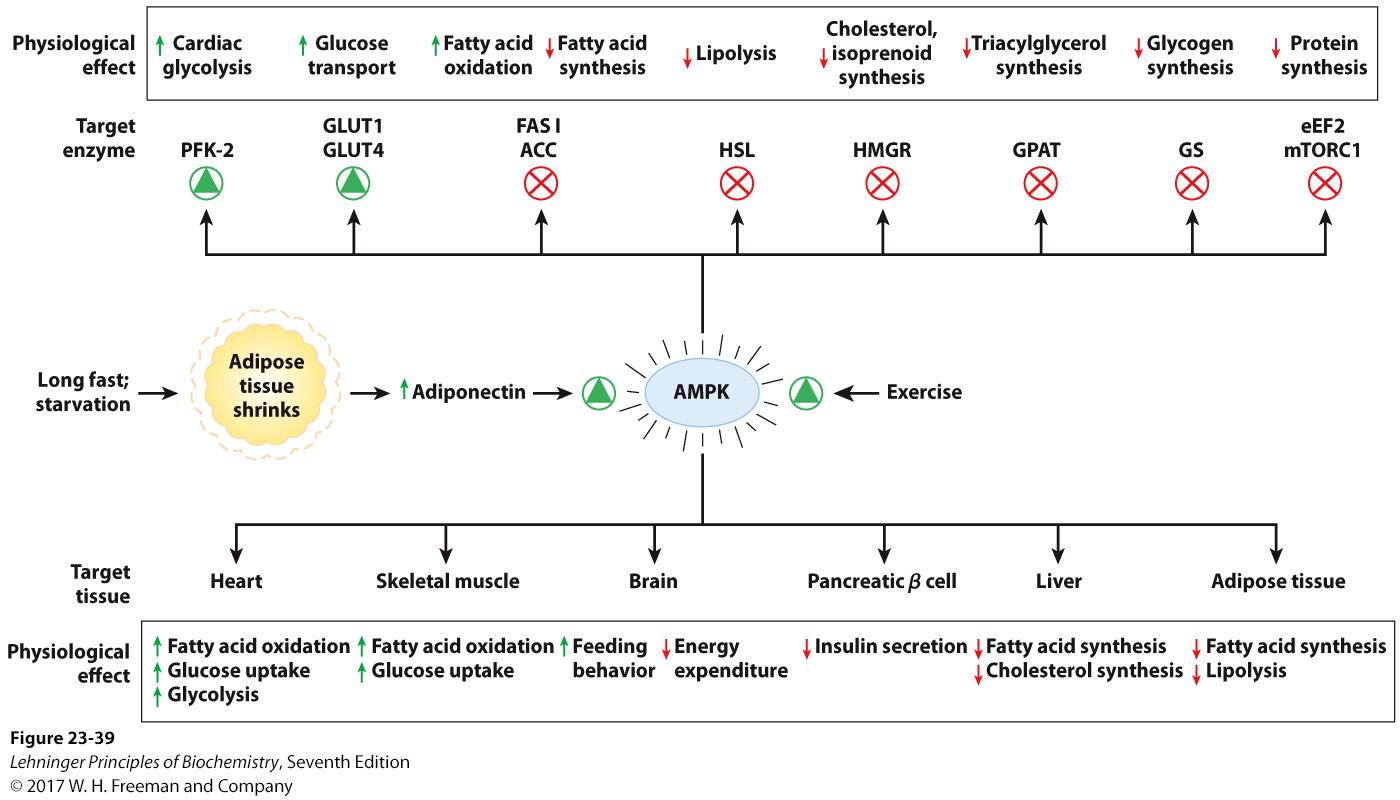 Physiological
effect
Cardiac
glycolysis
Glucose
transport
Fatty acid
oxidation
Fatty acid
synthesis
Lipolysis
Cholesterol,
isoprenoid
synthesis
Triacylglycerol
synthesis
Glycogen
synthesis
Protein
synthesis
Target
enzyme
PFK-2
GLUT1
GLUT4
FAS I
ACC
HSL
HMGR
GPAT
GS
eEF2
mTORC1
Long fast;
starvation
Adipose
tissue
shrinks
Adiponectin
AMPK
Exercise
Target
tissue
Heart
Skeletal muscle
Brain
Pancreatic β cell
Liver
Adipose tissue
Physiological
effect
Fatty acid oxidation
Glucose uptake
Glycolysis
Fatty acid oxidation
Glucose uptake
Feeding
behavior
Energy
expenditure
Insulin secretion
Fatty acid synthesis
Cholesterol synthesis
Fatty acid synthesis
Lipolysis
Figure 23-39
Lehninger Principles of Biochemistry, Seventh Edition
© 2017 W. H. Freeman and Company